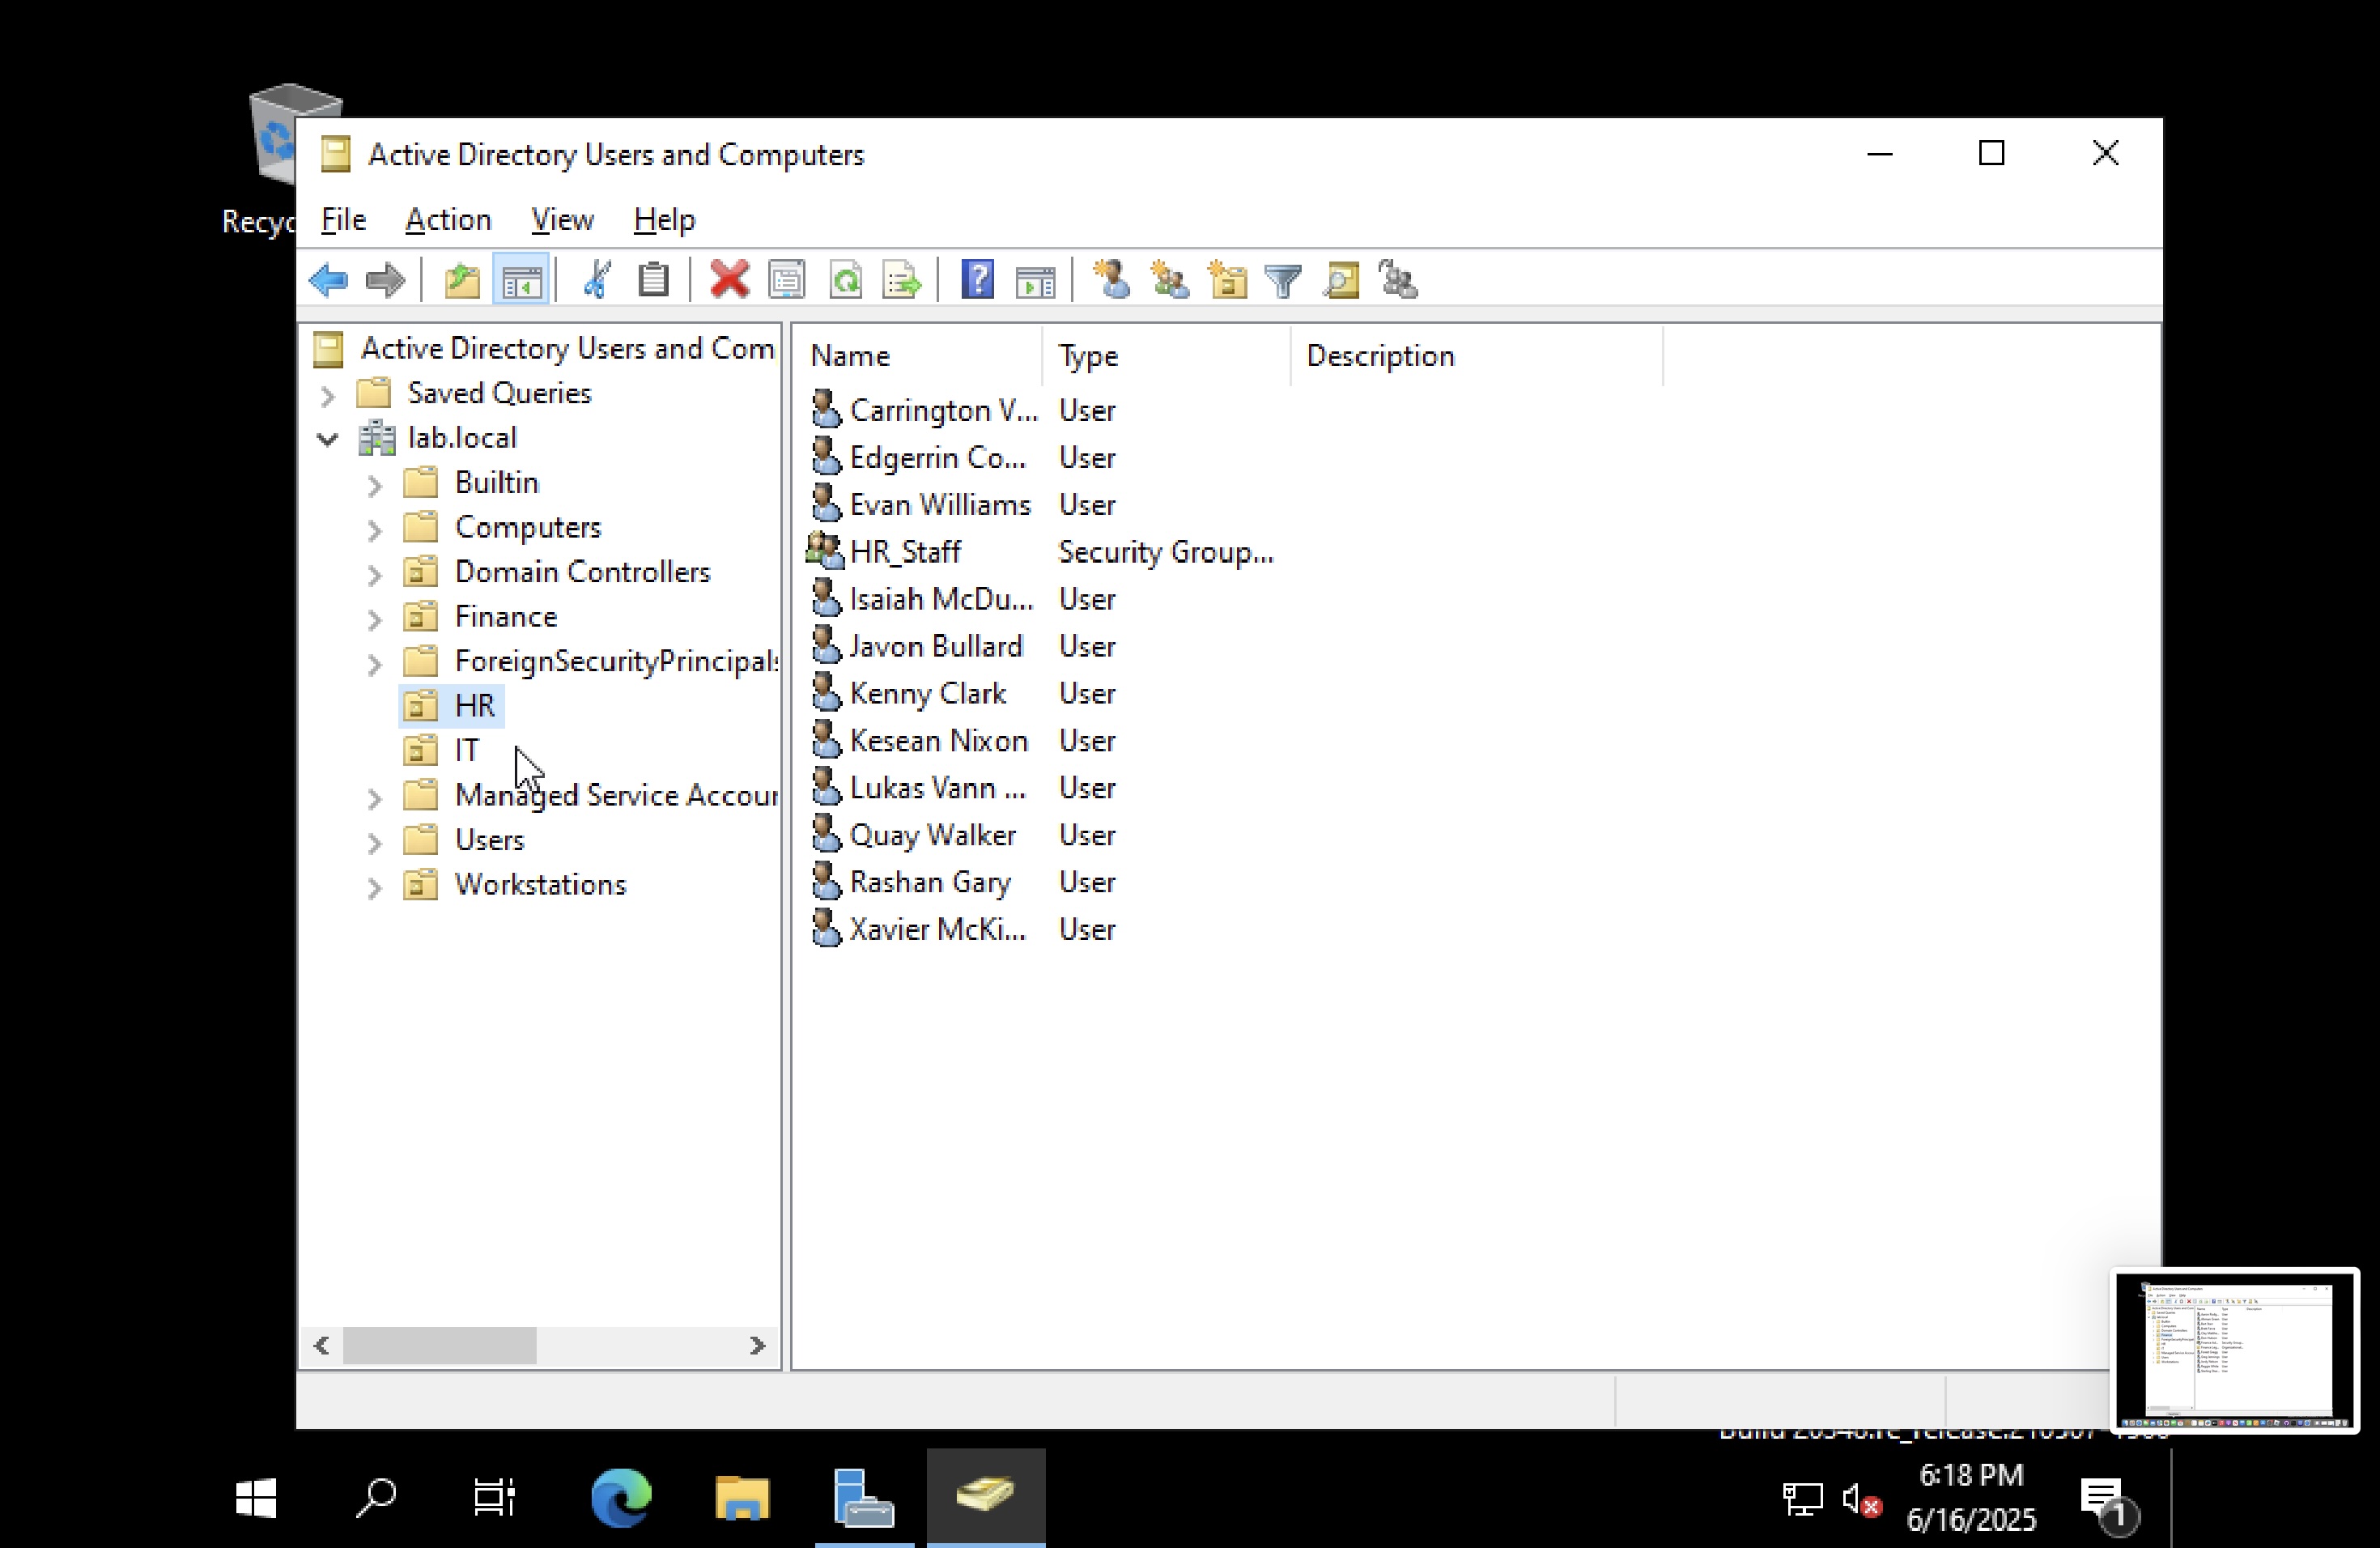 Recyc
Active Directory Users and Computers
File Action View Help
Active Directory Users and Com
Saved Queries
lab.local
Builtin
Computers
Domain Controllers
Finance
ForeignSecurityPrincipals
HR
IT
Managed Service Accour
Users
Workstations
Name Type Description
Carrington V... User
Edgerrin Co... User
Evan Williams User
HR_Staff Security Group...
Isaiah McDu... User
Javon Bullard User
Kenny Clark User
Kesean Nixon User
Lukas Vann ... User
Quay Walker User
Rashan Gary User
Xavier McKi... User
6:18 PM
6/16/2025
1